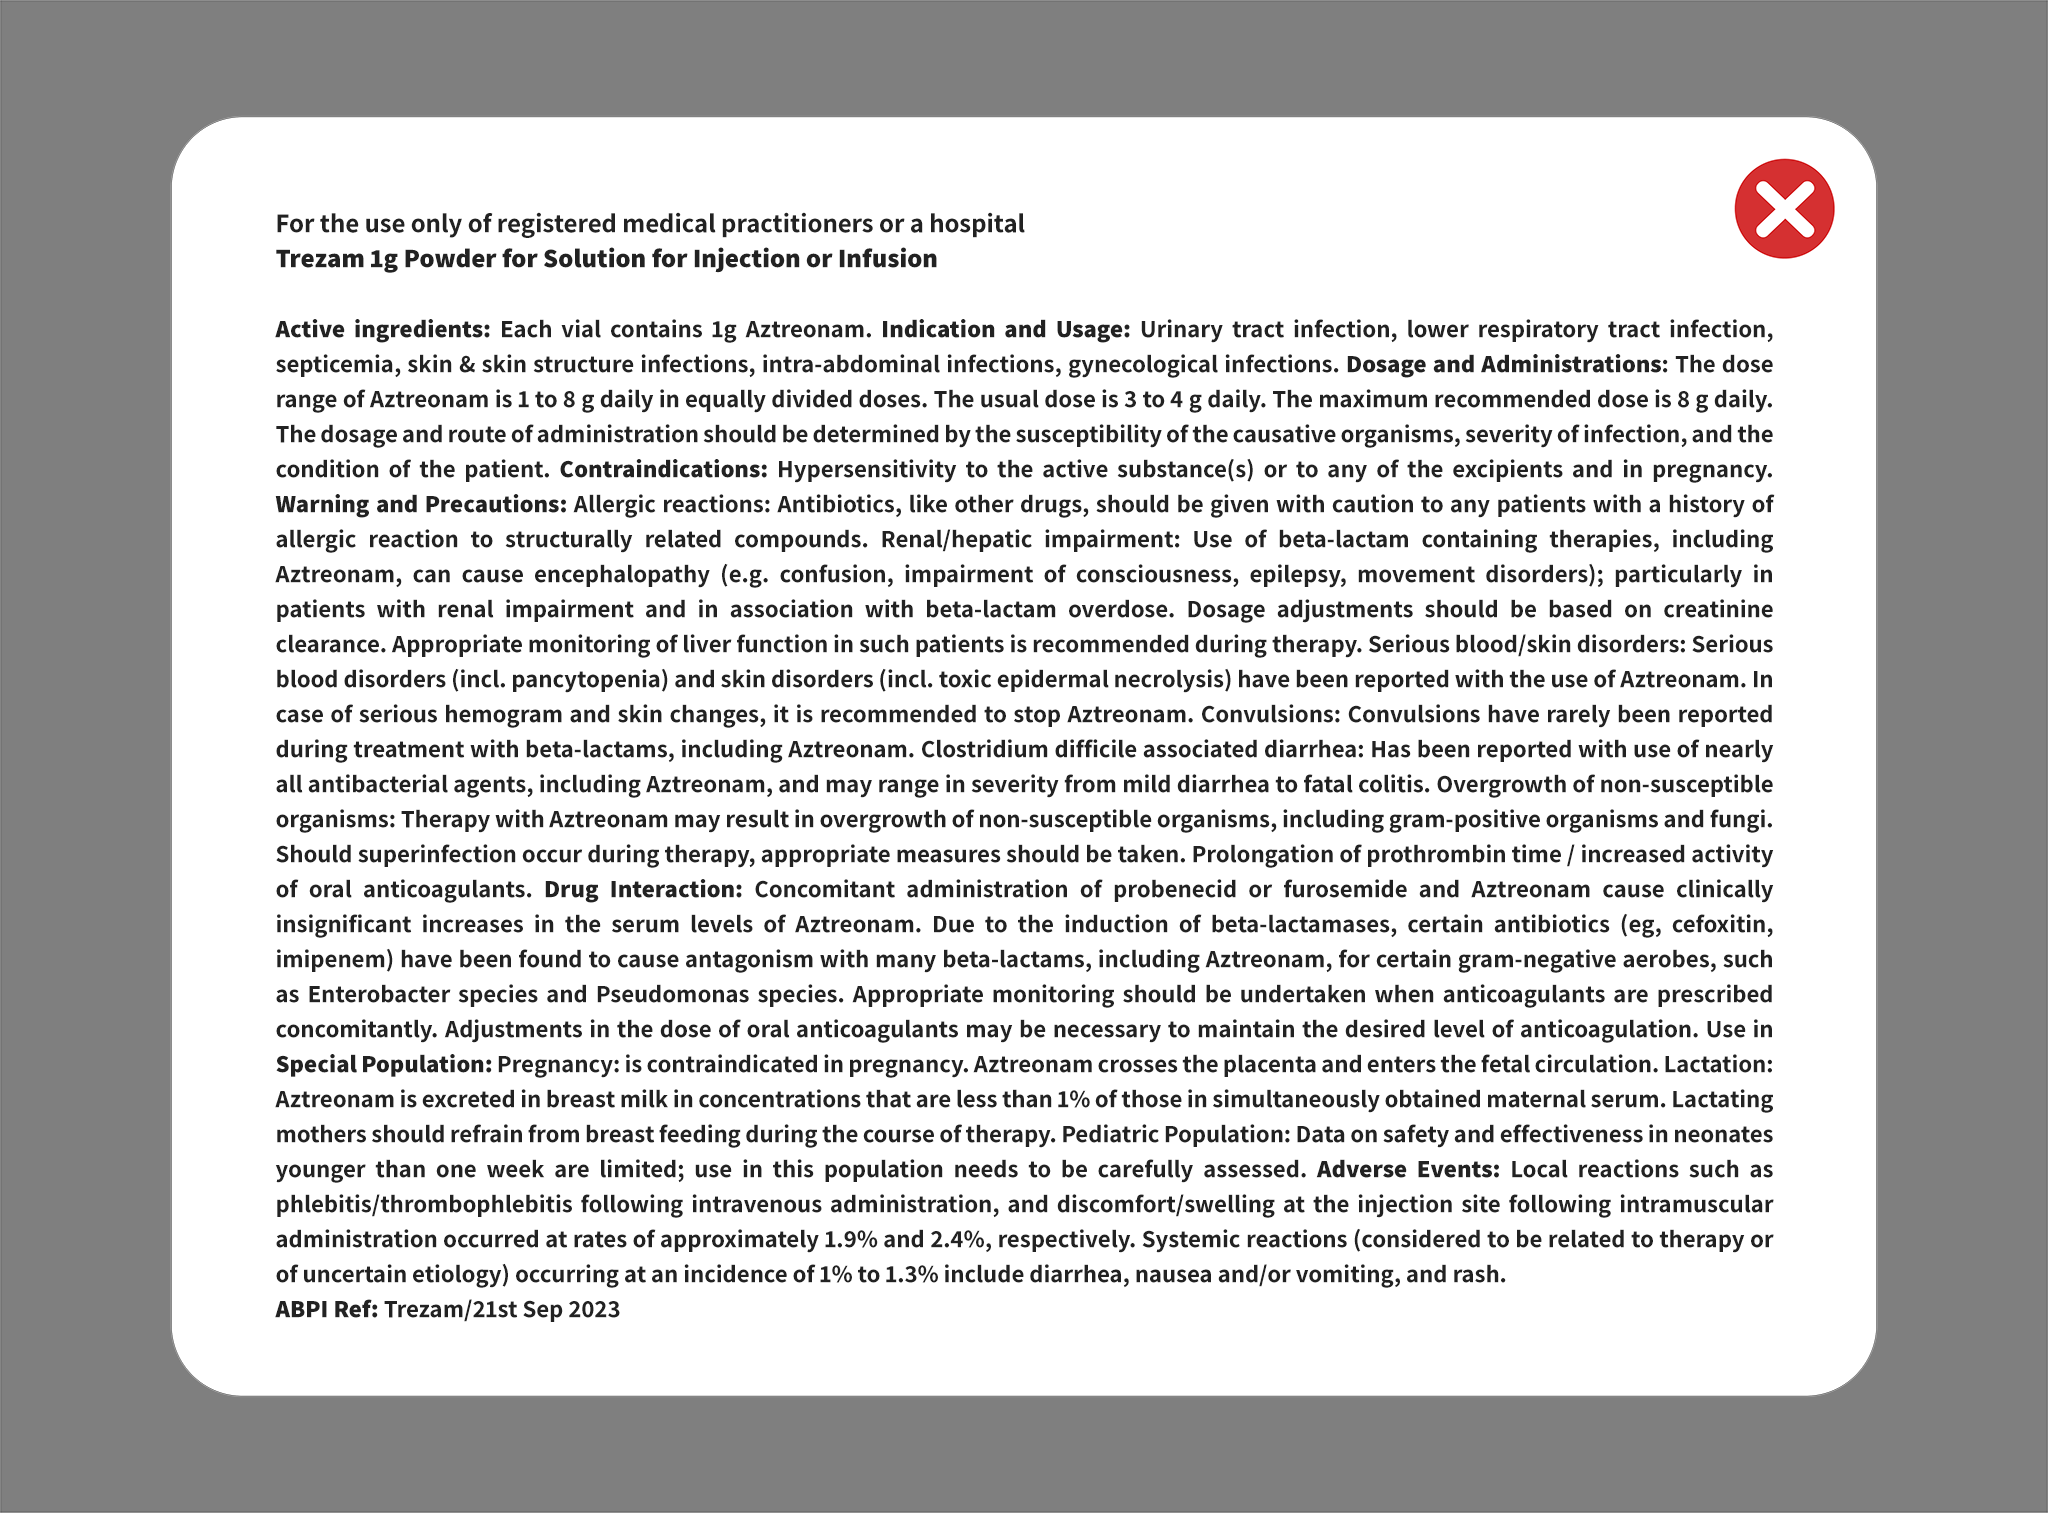 For the use only of registered medical practitioners or a hospital
Trezam 1g Powder for Solution for Injection or Infusion
Active ingredients: Each vial contains 1g Aztreonam. Indication and Usage: Urinary tract infection, lower respiratory tract infection,
septicemia, skin & skin structure infections, intra-abdominal infections, gynecological infections. Dosage and Administrations: The dose
range of Aztreonam is 1 to 8 g daily in equally divided doses. The usual dose is 3 to 4 g daily. The maximum recommended dose is 8 g daily.
The dosage and route of administration should be determined by the susceptibility of the causative organisms, severity of infection, and the
condition of the patient. Contraindications: Hypersensitivity to the active substance(s) or to any of the excipients and in pregnancy.
Warning and Precautions: Allergic reactions: Antibiotics, like other drugs, should be given with caution to any patients with a history of
allergic reaction to structurally related compounds. Renal/hepatic impairment: Use of beta-lactam containing therapies, including
Aztreonam, can cause encephalopathy (e.g. confusion, impairment of consciousness, epilepsy, movement disorders); particularly in
patients with renal impairment and in association with beta-lactam overdose. Dosage adjustments should be based on creatinine
clearance. Appropriate monitoring of liver function in such patients is recommended during therapy. Serious blood/skin disorders: Serious
blood disorders (incl. pancytopenia) and skin disorders (incl. toxic epidermal necrolysis) have been reported with the use of Aztreonam. In
case of serious hemogram and skin changes, it is recommended to stop Aztreonam. Convulsions: Convulsions have rarely been reported
during treatment with beta-lactams, including Aztreonam. Clostridium difficile associated diarrhea: Has been reported with use of nearly
all antibacterial agents, including Aztreonam, and may range in severity from mild diarrhea to fatal colitis. Overgrowth of non-susceptible
organisms: Therapy with Aztreonam may result in overgrowth of non-susceptible organisms, including gram-positive organisms and fungi.
Should superinfection occur during therapy, appropriate measures should be taken. Prolongation of prothrombin time / increased activity
of oral anticoagulants. Drug Interaction: Concomitant administration of probenecid or furosemide and Aztreonam cause clinically
insignificant increases in the serum levels of Aztreonam. Due to the induction of beta-lactamases, certain antibiotics (eg, cefoxitin,
imipenem) have been found to cause antagonism with many beta-lactams, including Aztreonam, for certain gram-negative aerobes, such
as Enterobacter species and Pseudomonas species. Appropriate monitoring should be undertaken when anticoagulants are prescribed
concomitantly. Adjustments in the dose of oral anticoagulants may be necessary to maintain the desired level of anticoagulation. Use in
Special Population: Pregnancy: is contraindicated in pregnancy. Aztreonam crosses the placenta and enters the fetal circulation. Lactation:
Aztreonam is excreted in breast milk in concentrations that are less than 1% of those in simultaneously obtained maternal serum. Lactating
mothers should refrain from breast feeding during the course of therapy. Pediatric Population: Data on safety and effectiveness in neonates
younger than one week are limited; use in this population needs to be carefully assessed. Adverse Events: Local reactions such as
phlebitis/thrombophlebitis following intravenous administration, and discomfort/swelling at the injection site following intramuscular
administration occurred at rates of approximately 1.9% and 2.4%, respectively. Systemic reactions (considered to be related to therapy or
of uncertain etiology) occurring at an incidence of 1% to 1.3% include diarrhea, nausea and/or vomiting, and rash.
ABPI Ref: Trezam/21st Sep 2023